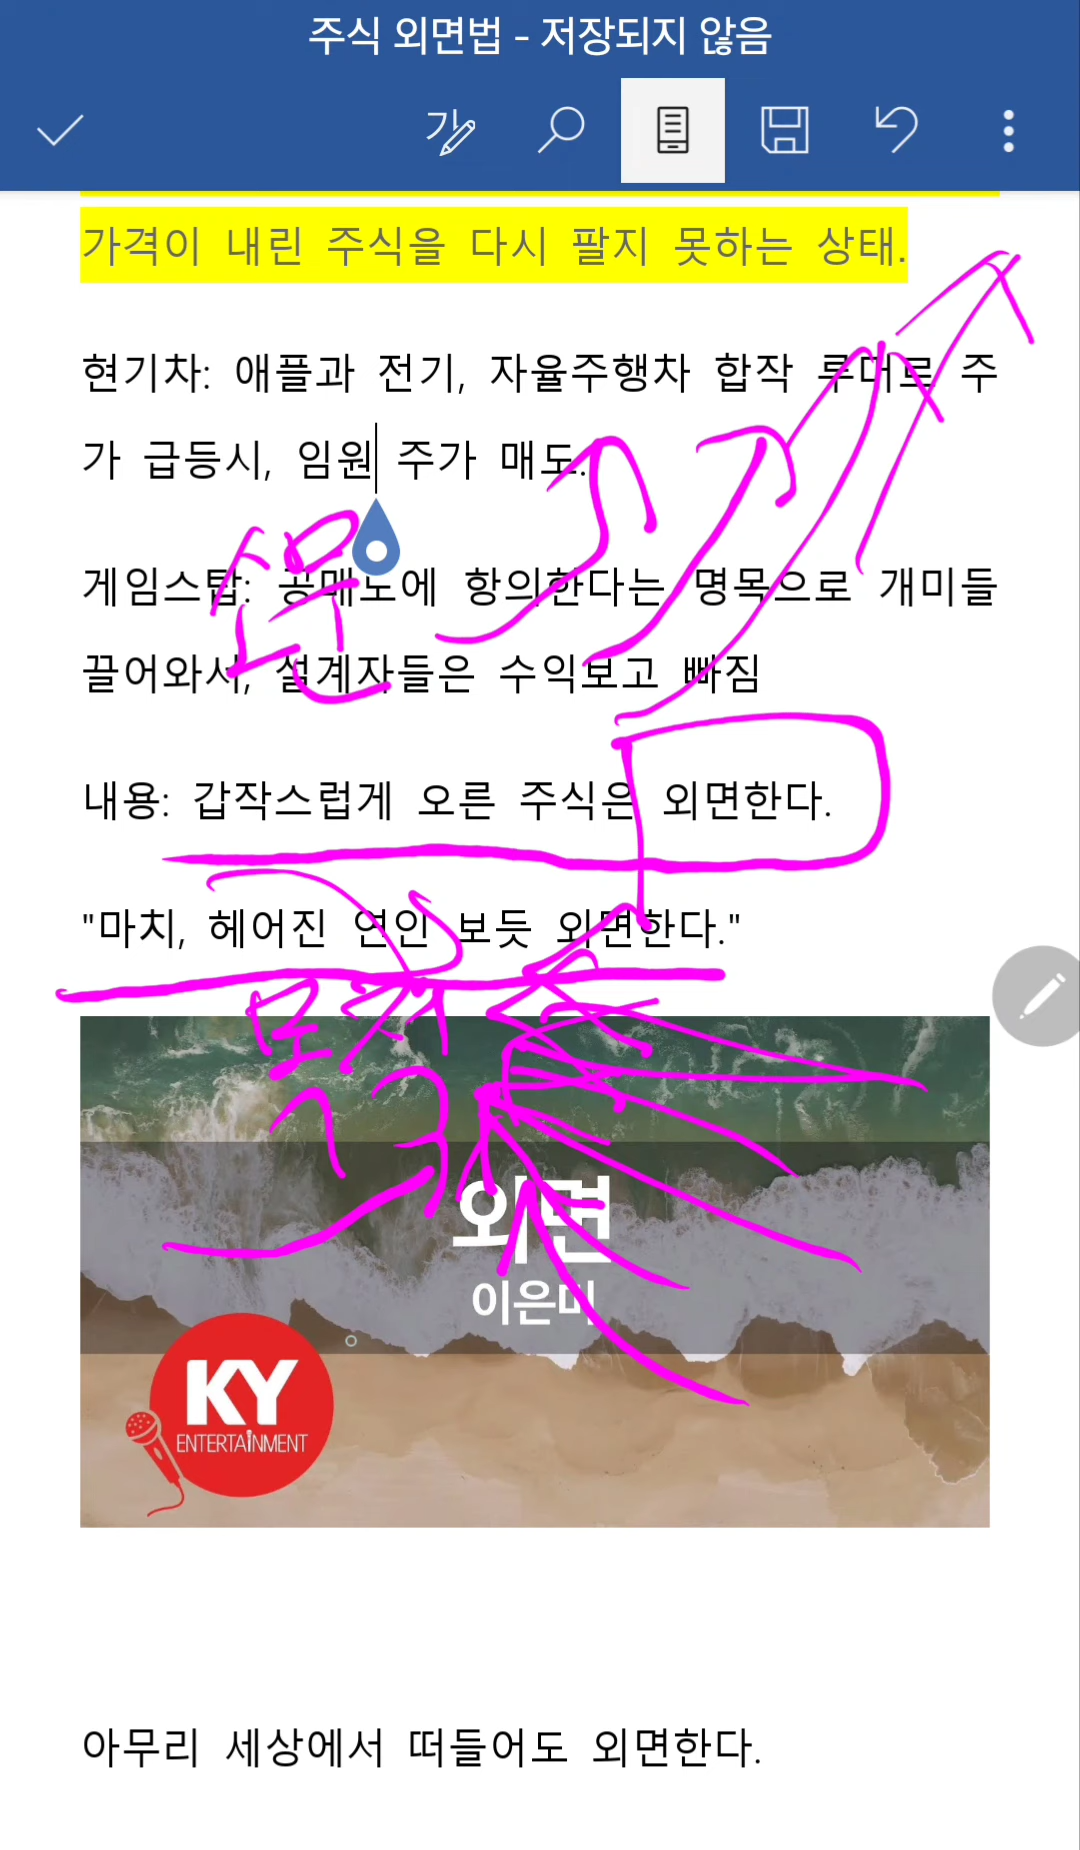 주식 외면법 - 저장되지 않음
가
가격이 내린 주식을 다시 팔지 못하는 상태.
현기차: 애플과 전기, 자율주행차 합작 루머로 주
가 급등시, 임원 주가 매도.
게임스탑: 공매도에 항의한다는 명목으로 개미들
끌어와서, 설계자들은 수익보고 빠짐
내용: 갑작스럽게 오른 주식은 외면한다.
"마치, 헤어진 연인 보듯 외면한다."
외면
이은미
KY
ENTERTAINMENT
아무리 세상에서 떠들어도 외면한다.